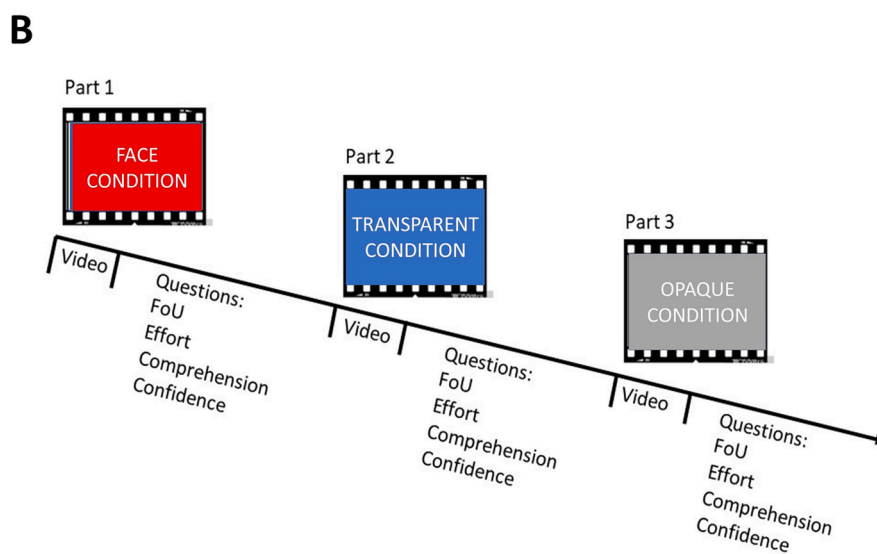 B
Part 1
FACE
CONDITION
Video
Questions:
FoU
Effort
Comprehension
Confidence
Part 2
TRANSPARENT
CONDITION
Video
Questions:
FoU
Effort
Comprehension
Confidence
Part 3
OPAQUE
CONDITION
Video
Questions:
FoU
Effort
Comprehension
Confidence